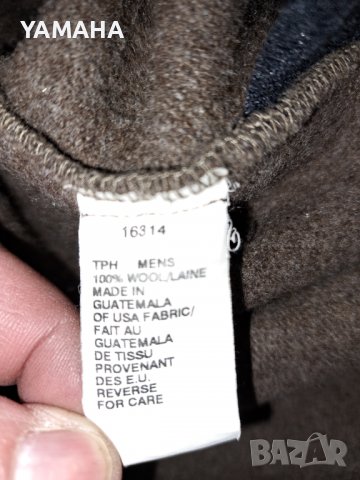 YAMAHA
16314
TPH MENS
100% WOOL/LAINE
MADE IN
GUATEMALA
OF USA FABRIC/
FAIT AU
GUATEMALA
DE TISSU
PROVENANT
DES E.U.
REVERSE
FOR CARE
BAZAR